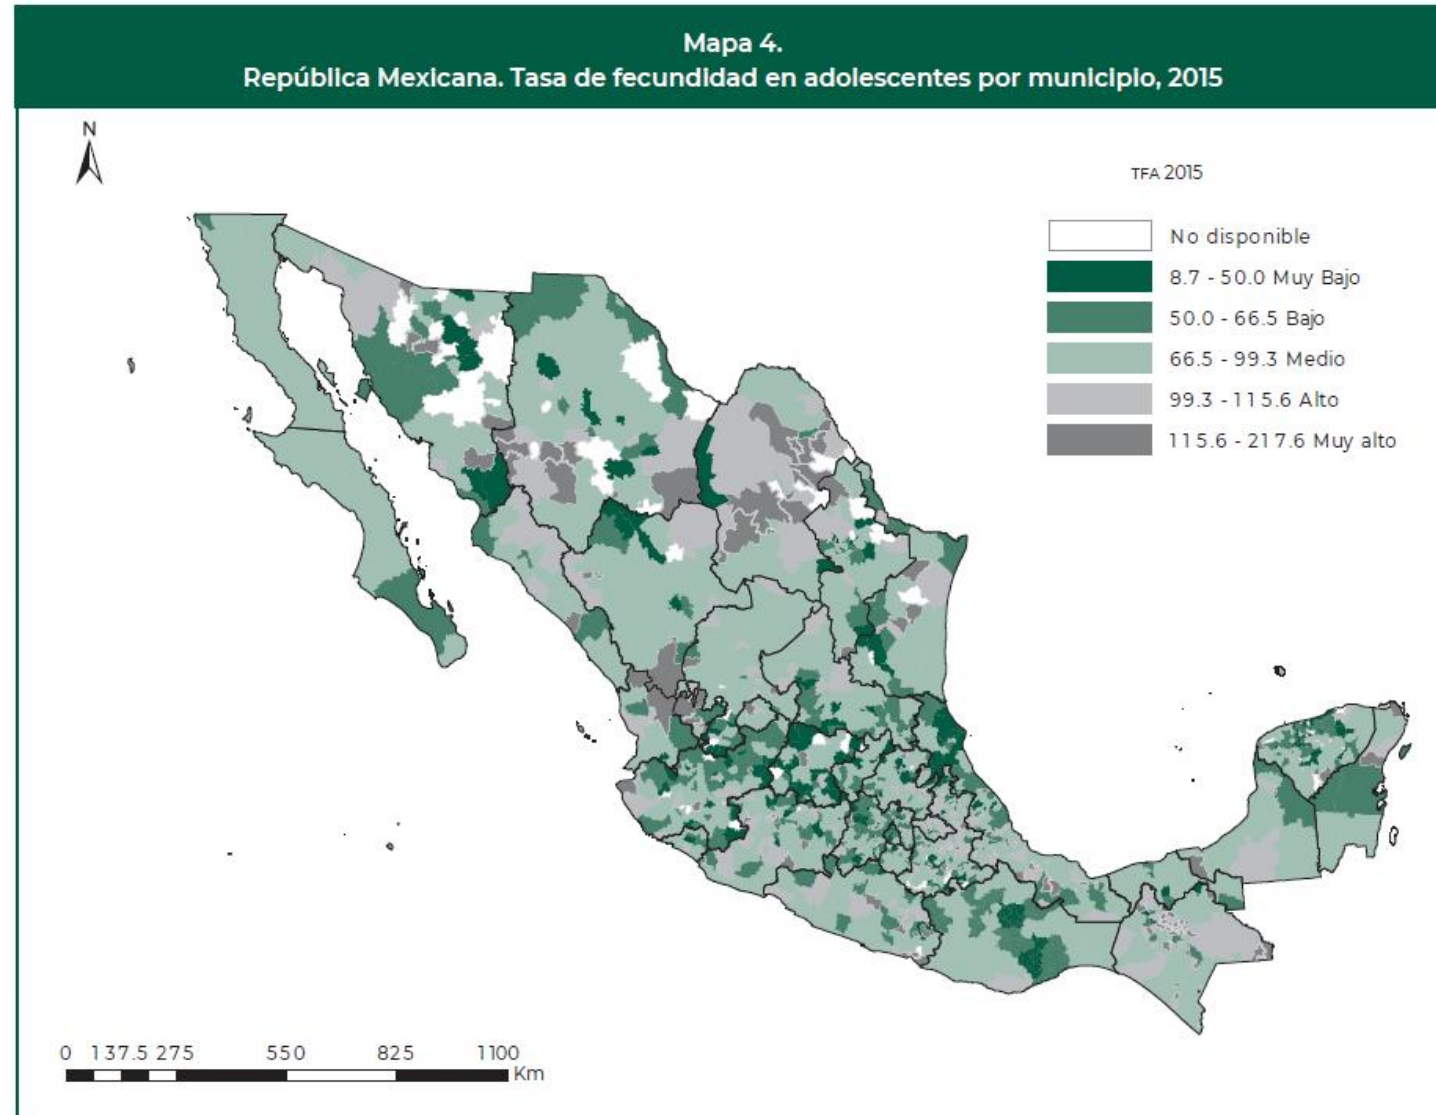 Mapa 4.
República Mexicana. Tasa de fecundidad en adolescentes por municipio, 2015
N
TFA 2015
No disponible
8.7 - 50.0 Muy Bajo
50.0 - 66.5 Bajo
66.5 - 99.3 Medio
99.3 - 115.6 Alto
115.6 - 217.6 Muy alto
0 137.5 275 550 825 1100
Km